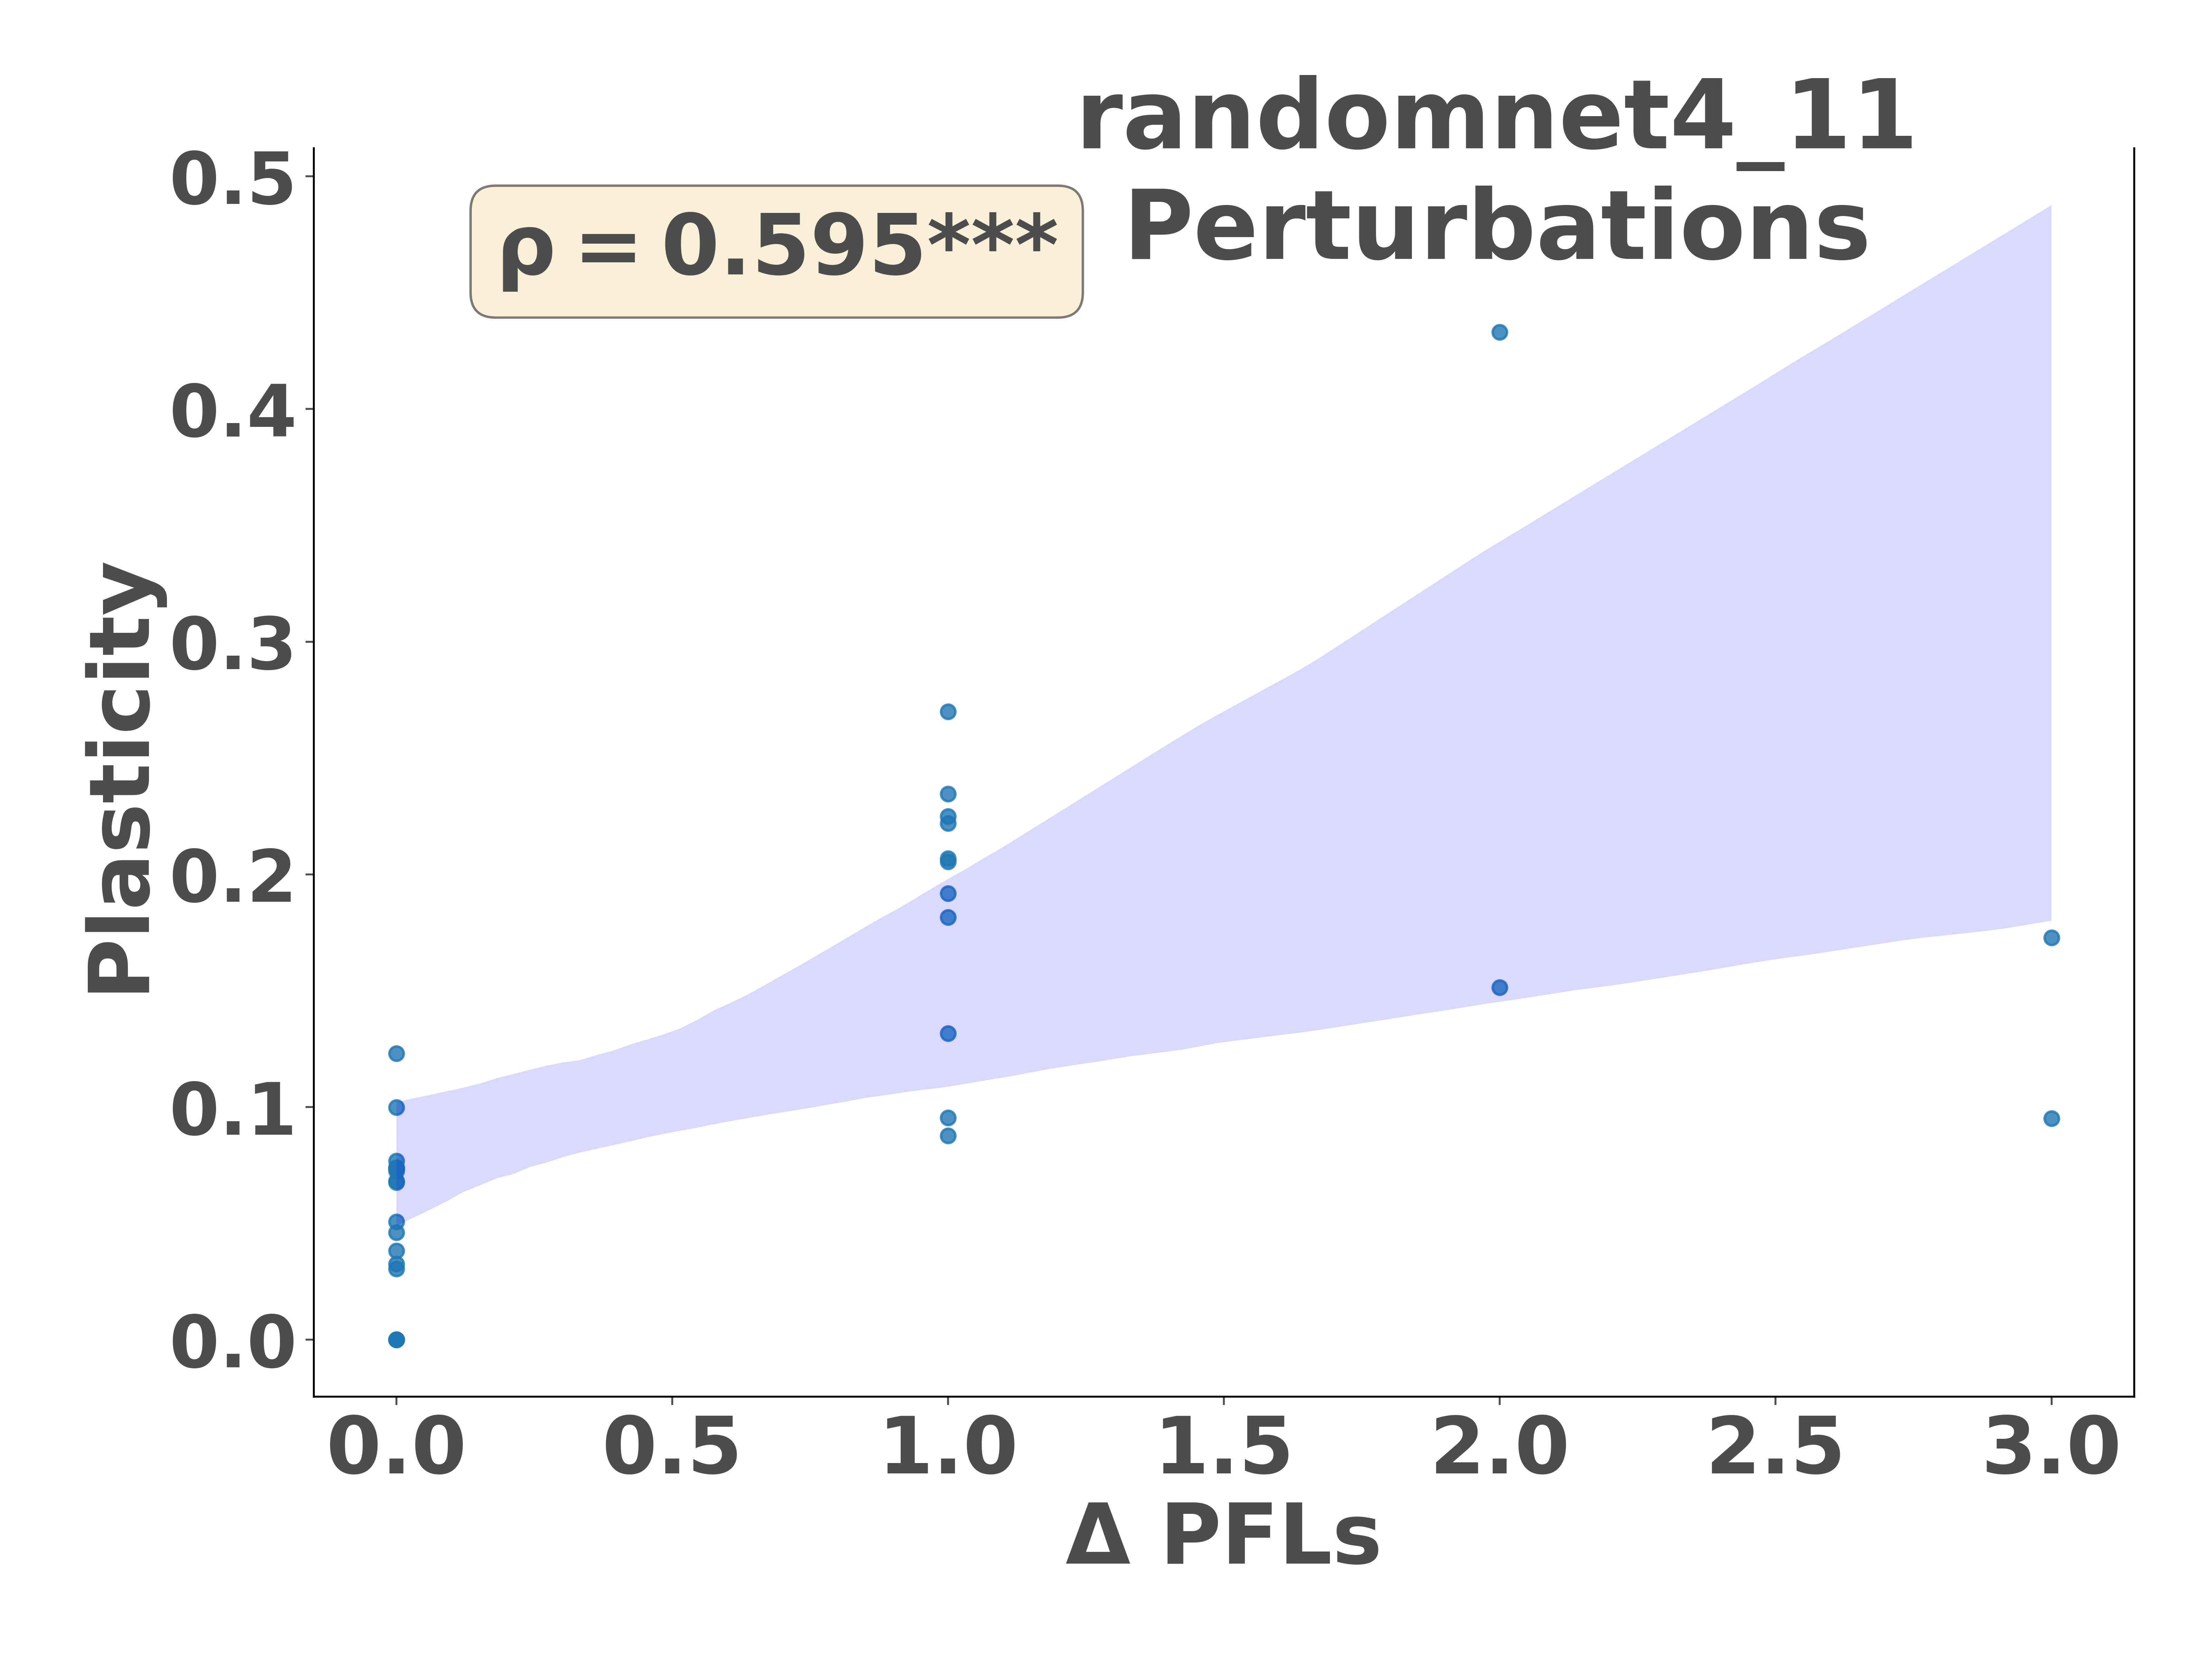 randomnet4_11
Perturbations
ρ = 0.595***
Plasticity
0.5
0.4
0.3
0.2
0.1
0.0
0.0 0.5 1.0 1.5 2.0 2.5 3.0
Δ PFLs